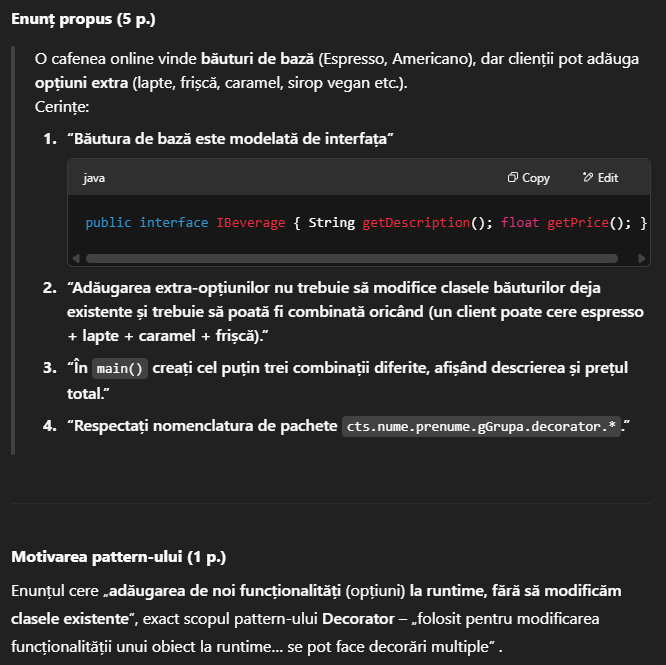 Enunț propus (5 p.)
O cafenea online vinde băuturi de bază (Espresso, Americano), dar clienții pot adăuga
opțiuni extra (lapte, frișcă, caramel, sirop vegan etc.).
Cerințe:
1. “Băutura de bază este modelată de interfața”
java
Copy
Edit
public interface IBeverage { String getDescription(); float getPrice(); }
2. “Adăugarea extra-opțiunilor nu trebuie să modifice clasele băuturilor deja
existente și trebuie să poată fi combinată oricând (un client poate cere espresso
+ lapte + caramel + frișcă).”
3. “În main() creați cel puțin trei combinații diferite, afișând descrierea și prețul
total.”
4. “Respectați nomenclatura de pachete cts.nume.prenume.gGrupa.decorator.*.”
Motivarea pattern-ului (1 p.)
Enunțul cere „adăugarea de noi funcționalități (opțiuni) la runtime, fără să modificăm
clasele existente”, exact scopul pattern-ului Decorator – „folosit pentru modificarea
funcționalității unui obiect la runtime... se pot face decorări multiple” .